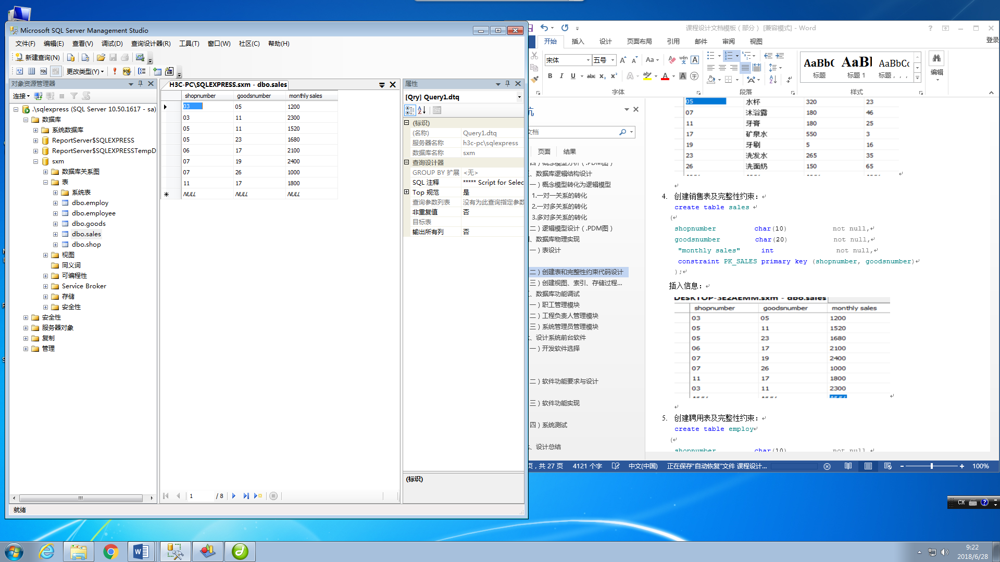 Microsoft SQL Server Management Studio
文件(F) 编辑(E) 查看(V) 调试(D) 查询设计器(R) 工具(T) 窗口(W) 社区(C) 帮助(H)
新建查询(N)
更改类型(Y)
对象资源管理器
连接
.\sqlexpress (SQL Server 10.50.1617 - sa)
数据库
系统数据库
ReportServer$SQLEXPRESS
ReportServer$SQLEXPRESSTempD
sxm
数据库关系图
表
系统表
dbo.employ
dbo.employee
dbo.goods
dbo.sales
dbo.shop
视图
同义词
可编程性
Service Broker
存储
安全性
安全性
服务器对象
复制
管理
就绪
H3C-PC\SQLEXPRESS.sxm - dbo.sales
shopnumber goodsnumber monthly sales
03 05 1200
03 11 2300
05 11 1520
05 23 1680
06 17 2100
07 19 2400
07 26 1000
11 17 1800
NULL NULL NULL
1 / 8
属性
[Qry] Query1.dtq
(标识)
(名称) Query1.dtq
服务器名称 h3c-pc\sqlexpress
数据库名称 sxm
查询设计器
GROUP BY 扩展 <无>
SQL 注释 ***** Script for Selec
Top 规范 是
查询参数列表 没有为此查询指定参数
非重复值 否
目标表
输出所有列 否
(标识)
课程设计文档模板（部分） [兼容模式] - Word
登录
开始 插入 设计 页面布局 引用 邮件 审阅 视图
宋体 五号
AaBbC AaBl AaBbCc
标题 标题 1 标题，，，
编辑
字体 段落 样式
文档
页面 结果
四）概念模型分析（.PDM图）
、数据库逻辑结构设计
一）概念模型转化为逻辑模型
1.一对一关系的转化
2.一对多关系的转化
3.多对多关系的转化
二）逻辑模型设计（.PDM图）
、数据库物理实现
一）表设计
二）创建表和完整性约束代码设计
三）创建视图、索引、存储过程...
、数据库功能调试
一）职工管理模块
二）工程负责人管理模块
三）系统管理员管理模块
、设计系统前台软件
一）开发软件选择
二）软件功能要求与设计
三）软件功能实现
四）系统测试
、设计总结
05 水杯 320 23
07 沐浴露 180 46
11 牙膏 180 25
17 矿泉水 550 3
19 牙刷 5 16
23 洗发水 265 35
26 洗面奶 150 65
4. 创建销售表及完整性约束：
create table sales
(
shopnumber char(10) not null,
goodsnumber char(20) not null,
"monthly sales" int not null,
constraint PK_SALES primary key (shopnumber, goodsnumber)
);
插入信息：
DESKTOP-3E2AEMM.sxm - dbo.sales
shopnumber goodsnumber monthly sales
03 05 1200
05 11 1520
05 23 1680
06 17 2100
07 19 2400
07 26 1000
11 17 1800
03 11 2300
NULL NULL NULL
5. 创建聘用表及完整性约束：
create table employ
(
shopnumber char(10) not null,
页，共 27 页 4121 个字 中文(中国) 正在保存“自动恢复”文件 课程设计... 100%
CH
9:22
2018/6/28